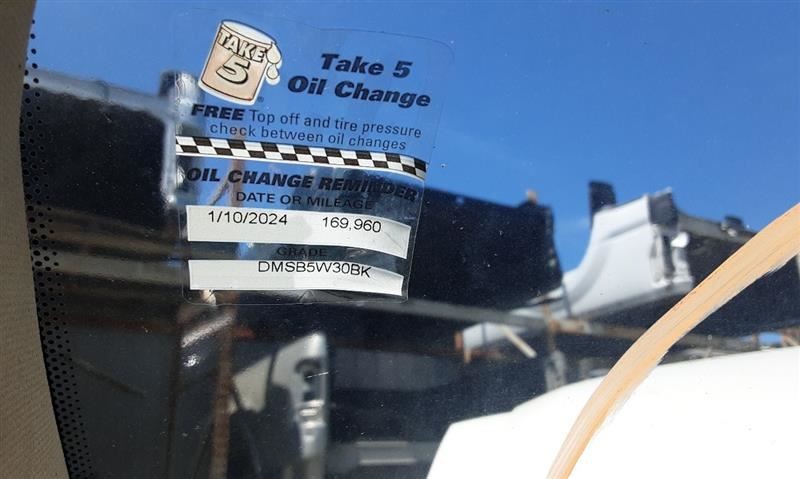 TAKE
5
Take 5
Oil Change
FREE Top off and tire pressure
check between oil changes
OIL CHANGE REMINDER
DATE OR MILEAGE
1/10/2024 169,960
GRADE
DMSB5W30BK